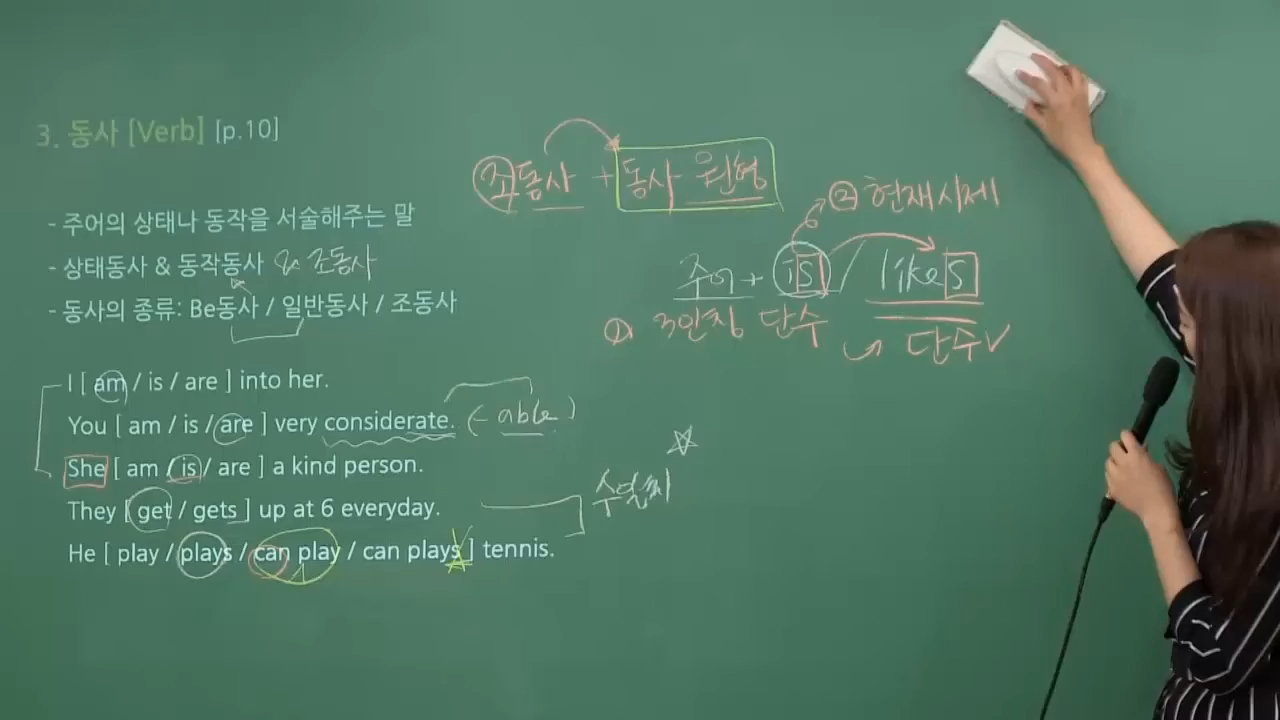 3. 동사 [Verb] [p.10]
- 주어의 상태나 동작을 서술해주는 말
- 상태동사 & 동작동사 & 조동사
- 동사의 종류: Be동사 / 일반동사 / 조동사
I [ am / is / are ] into her.
You [ am / is / are ] very considerate. (-able)
She [ am / is / are ] a kind person.
They [ get / gets ] up at 6 everyday.
수일치
He [ play / plays / can play / can plays ] tennis.
조동사 + 동사 원형
② 현재시제
주어 + is / likes
① 3인칭 단수
단수